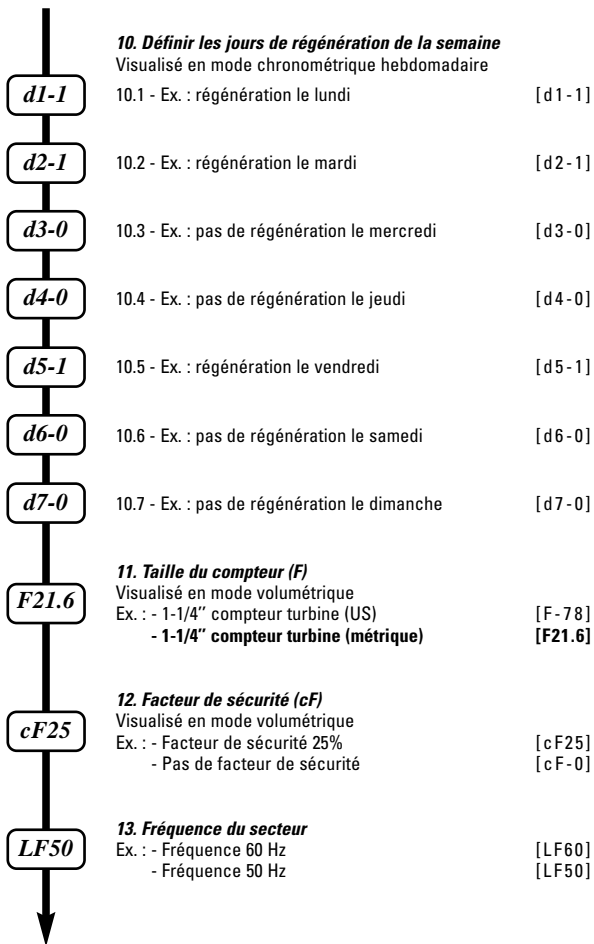 10. Définir les jours de régénération de la semaine
Visualisé en mode chronométrique hebdomadaire
d1-1 10.1 - Ex. : régénération le lundi [d1-1]
d2-1 10.2 - Ex. : régénération le mardi [d2-1]
d3-0 10.3 - Ex. : pas de régénération le mercredi [d3-0]
d4-0 10.4 - Ex. : pas de régénération le jeudi [d4-0]
d5-1 10.5 - Ex. : régénération le vendredi [d5-1]
d6-0 10.6 - Ex. : pas de régénération le samedi [d6-0]
d7-0 10.7 - Ex. : pas de régénération le dimanche [d7-0]
11. Taille du compteur (F)
F21.6 Visualisé en mode volumétrique
Ex. : - 1-1/4’’ compteur turbine (US) [F-78]
- 1-1/4’’ compteur turbine (métrique) [F21.6]
12. Facteur de sécurité (cF)
cF25 Visualisé en mode volumétrique
Ex. : - Facteur de sécurité 25% [cF25]
- Pas de facteur de sécurité [cF-0]
13. Fréquence du secteur
LF50 Ex. : - Fréquence 60 Hz [LF60]
- Fréquence 50 Hz [LF50]